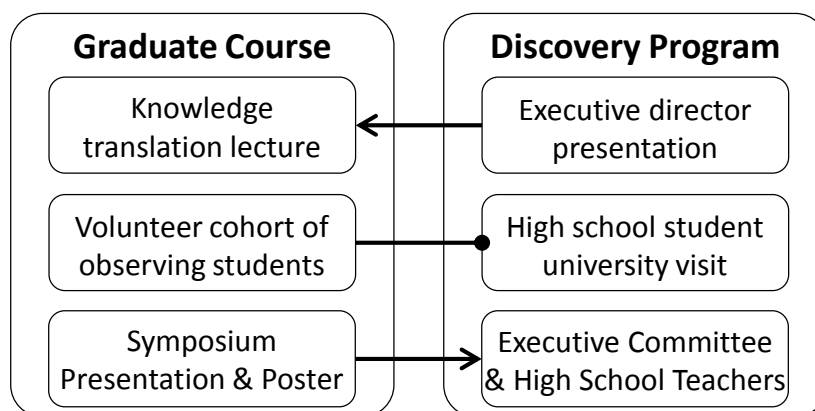 Graduate Course
Knowledge
translation lecture
Volunteer cohort of
observing students
Symposium
Presentation & Poster
Discovery Program
Executive director
presentation
High school student
university visit
Executive Committee
& High School Teachers